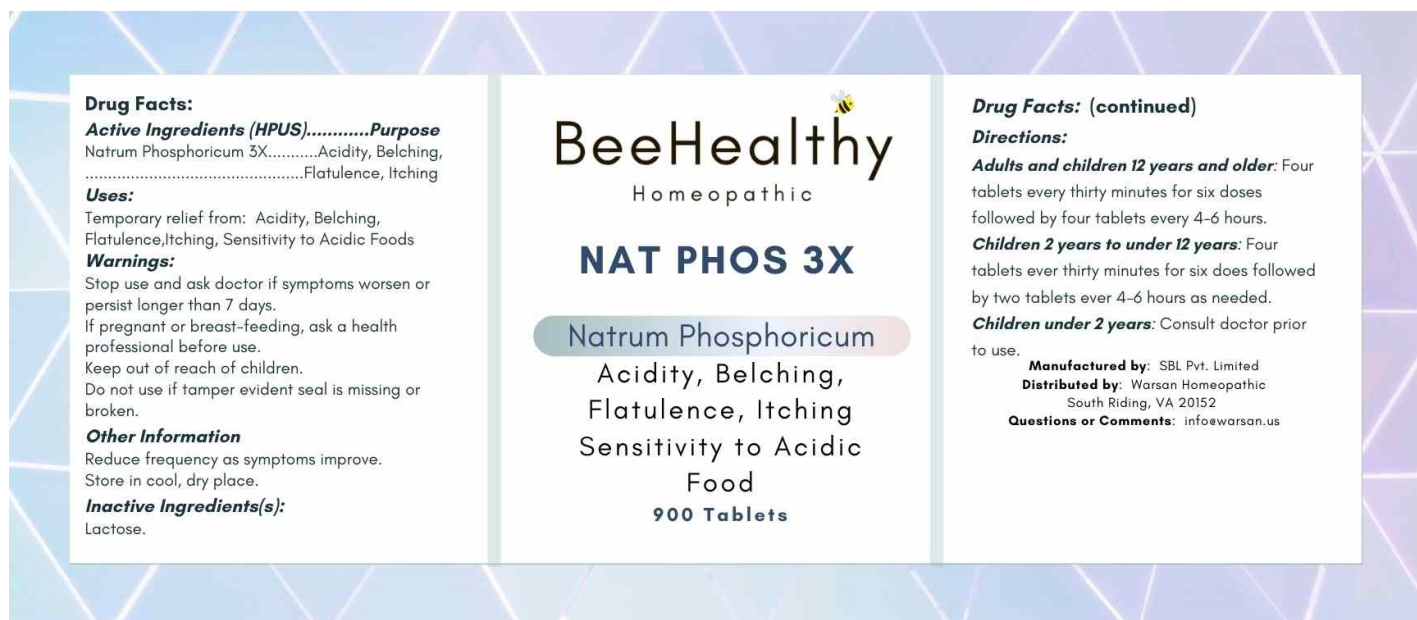 Drug Facts:
Active Ingredients (HPUS)............Purpose
Natrum Phosphoricum 3X...........Acidity, Belching,
................................................Flatulence, Itching
Uses:
Temporary relief from:  Acidity, Belching,
Flatulence,Itching, Sensitivity to Acidic Foods
Warnings:
Stop use and ask doctor if symptoms worsen or
persist longer than 7 days.
If pregnant or breast-feeding, ask a health
professional before use.
Keep out of reach of children.
Do not use if tamper evident seal is missing or
broken.
Other Information
Reduce frequency as symptoms improve.
Store in cool, dry place.
Inactive Ingredients(s):
Lactose.
BeeHealthy
Homeopathic
NAT PHOS 3X
Natrum Phosphoricum
Acidity, Belching,
Flatulence, Itching
Sensitivity to Acidic
Food
900 Tablets
Drug Facts: (continued)
Directions:
Adults and children 12 years and older: Four
tablets every thirty minutes for six doses
followed by four tablets every 4-6 hours.
Children 2 years to under 12 years: Four
tablets ever thirty minutes for six does followed
by two tablets ever 4-6 hours as needed.
Children under 2 years: Consult doctor prior
to use.
Manufactured by: SBL Pvt. Limited
Distributed by: Warsan Homeopathic
South Riding, VA 20152
Questions or Comments: info@warsan.us